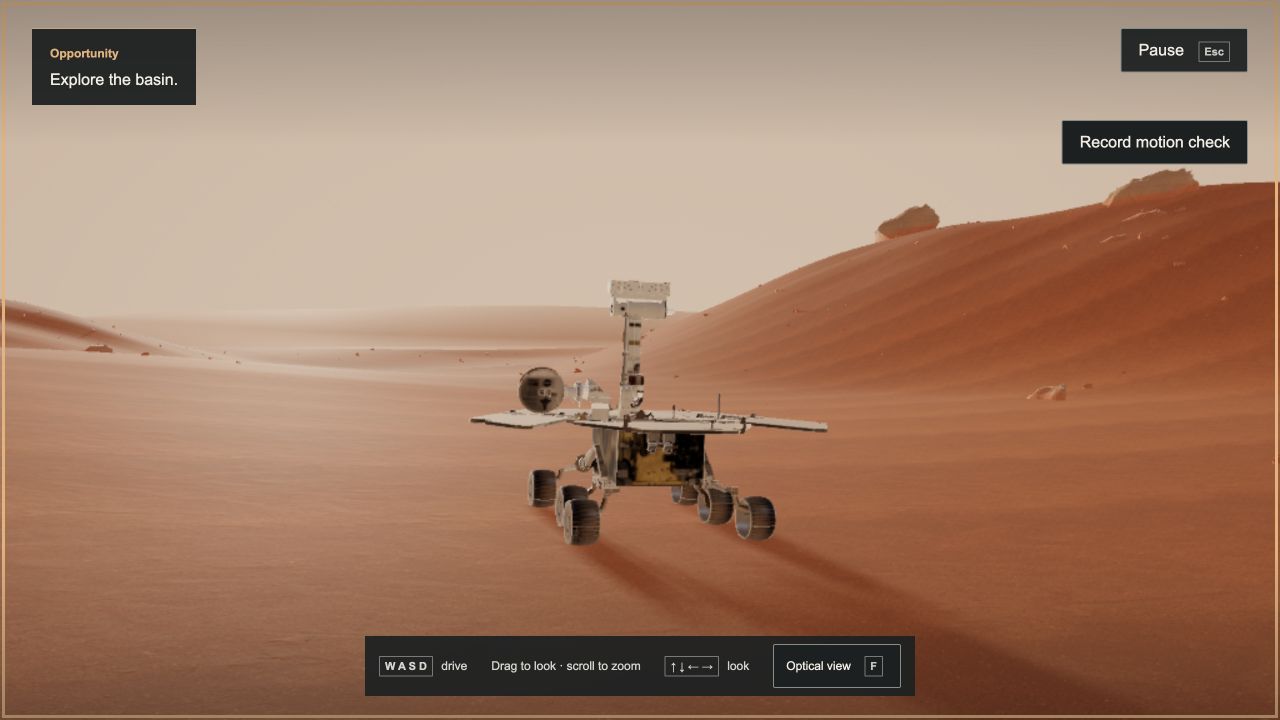 Opportunity
Explore the basin.
Pause Esc
Record motion check
W A S D drive Drag to look · scroll to zoom ↑↓←→ look Optical view F